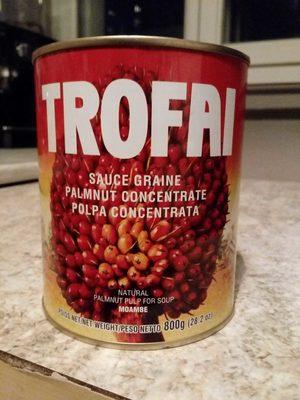 TROFAI
SAUCE GRAINE
PALMNUT CONCENTRATE
POLPA CONCENTRATA
NATURAL
PALMNUT PULP FOR SOUP
MOAMBE
POIDS NET/NET WEIGHT/PESO NETTO 800g (28.2 oz)